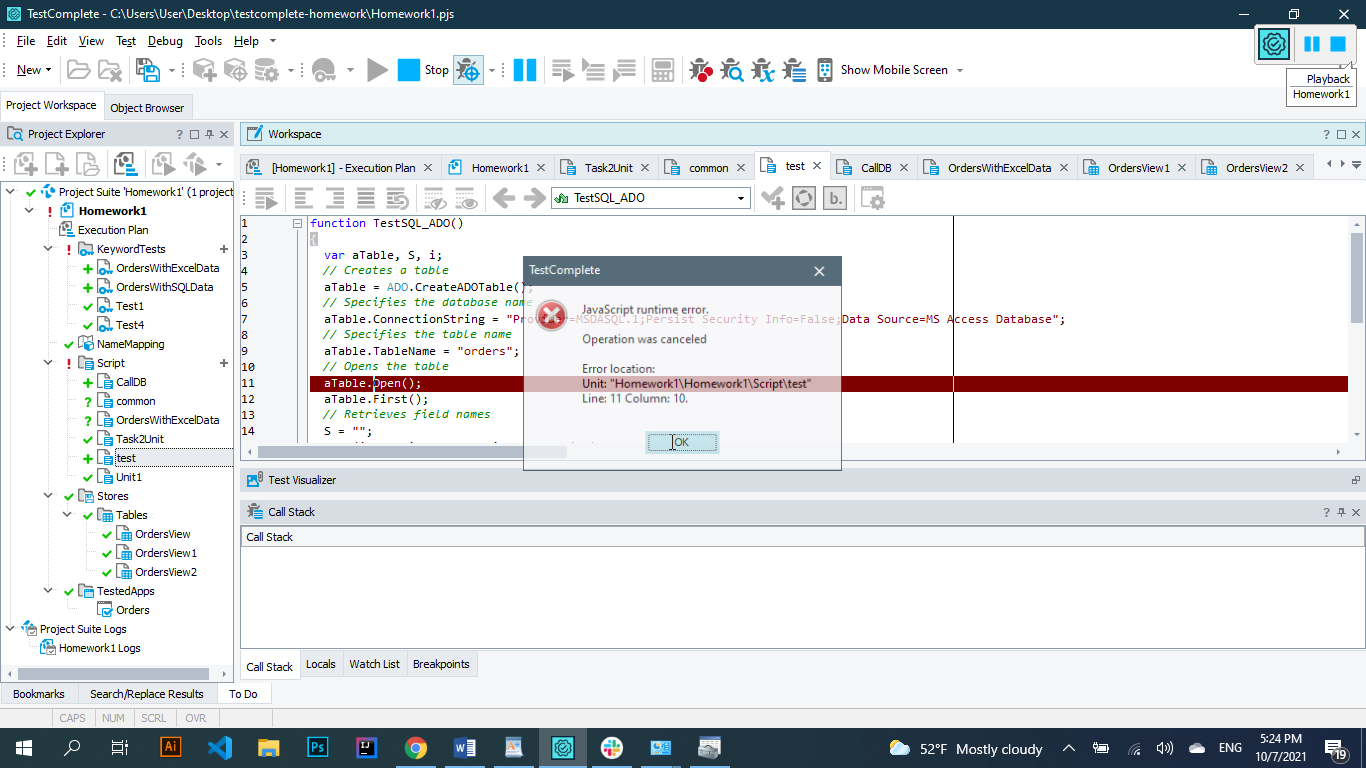 TestComplete - C:\Users\User\Desktop\testcomplete-homework\Homework1.pjs
File Edit View Test Debug Tools Help
New Stop Show Mobile Screen
Playback
Homework1
Project Workspace Object Browser
Project Explorer ?
Workspace ?
[Homework1] - Execution Plan Homework1 Task2Unit common test CallDB OrdersWithExcelData OrdersView1 OrdersView2
b. TestSQL_ADO
Project Suite 'Homework1' (1 project
Homework1
Execution Plan
KeywordTests
OrdersWithExcelData
OrdersWithSQLData
Test1
Test4
NameMapping
Script
CallDB
common
OrdersWithExcelData
Task2Unit
test
Unit1
Stores
Tables
OrdersView
OrdersView1
OrdersView2
TestedApps
Orders
Project Suite Logs
Homework1 Logs
1 function TestSQL_ADO()
2 {
3 var aTable, S, i;
4 // Creates a table
5 aTable = ADO.CreateADOTable();
6 // Specifies the database name
7 aTable.ConnectionString = "Provider=MSDASQL.1;Persist Security Info=False;Data Source=MS Access Database";
8 // Specifies the table name
9 aTable.TableName = "orders";
10 // Opens the table
11 aTable.Open();
12 aTable.First();
13 // Retrieves field names
14 S = "";
TestComplete
JavaScript runtime error.
Operation was canceled
Error location:
Unit: "Homework1\Homework1\Script\test"
Line: 11 Column: 10.
OK
Test Visualizer
Call Stack ?
Call Stack
Call Stack Locals Watch List Breakpoints
Bookmarks Search/Replace Results To Do
CAPS NUM SCRL OVR
Ai Ps IJ
52°F Mostly cloudy ENG
5:24 PM
10/7/2021
19